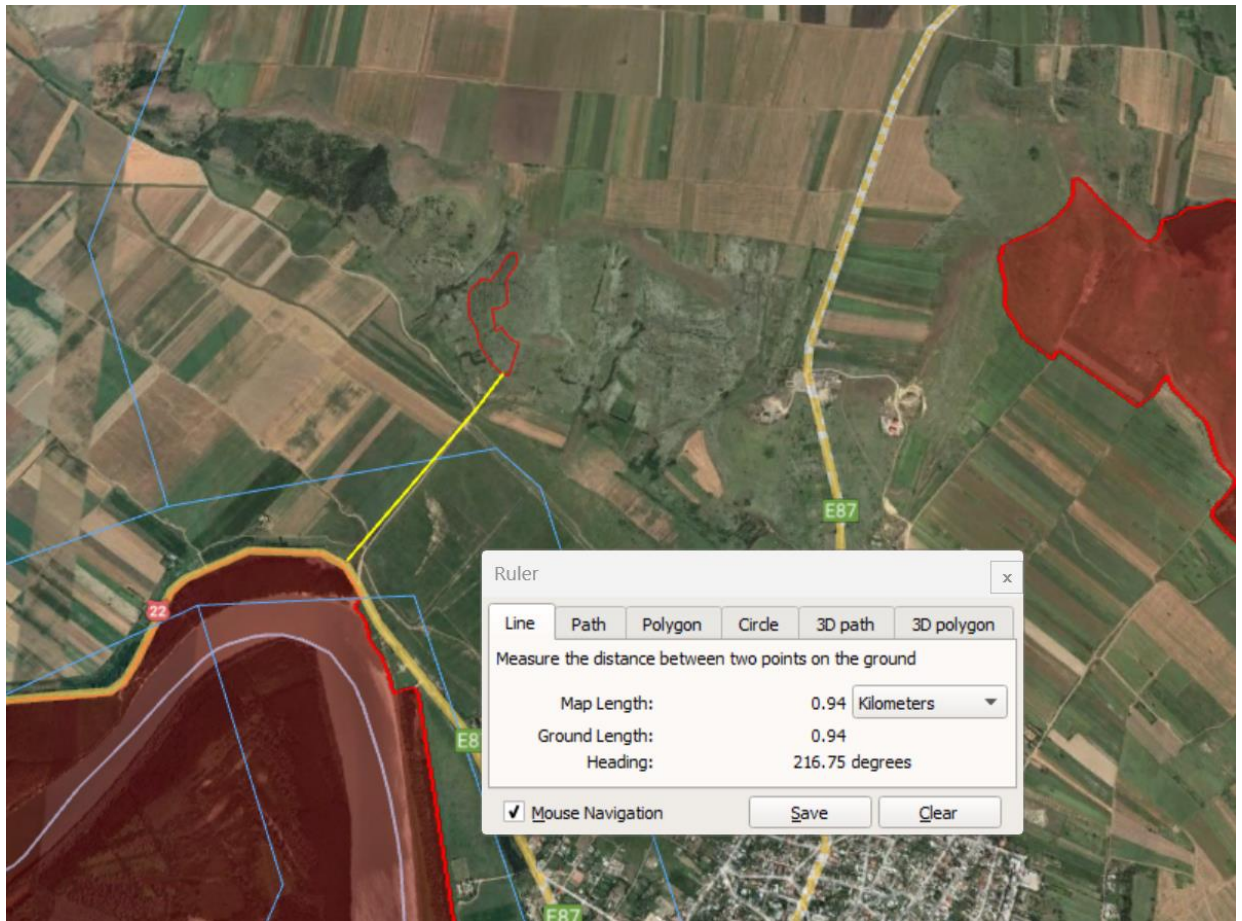 E87
22
Ruler
x
Line Path Polygon Circle 3D path 3D polygon
Measure the distance between two points on the ground
Map Length: 0.94 Kilometers
Ground Length: 0.94
Heading: 216.75 degrees
Mouse Navigation Save Clear
E8
E87